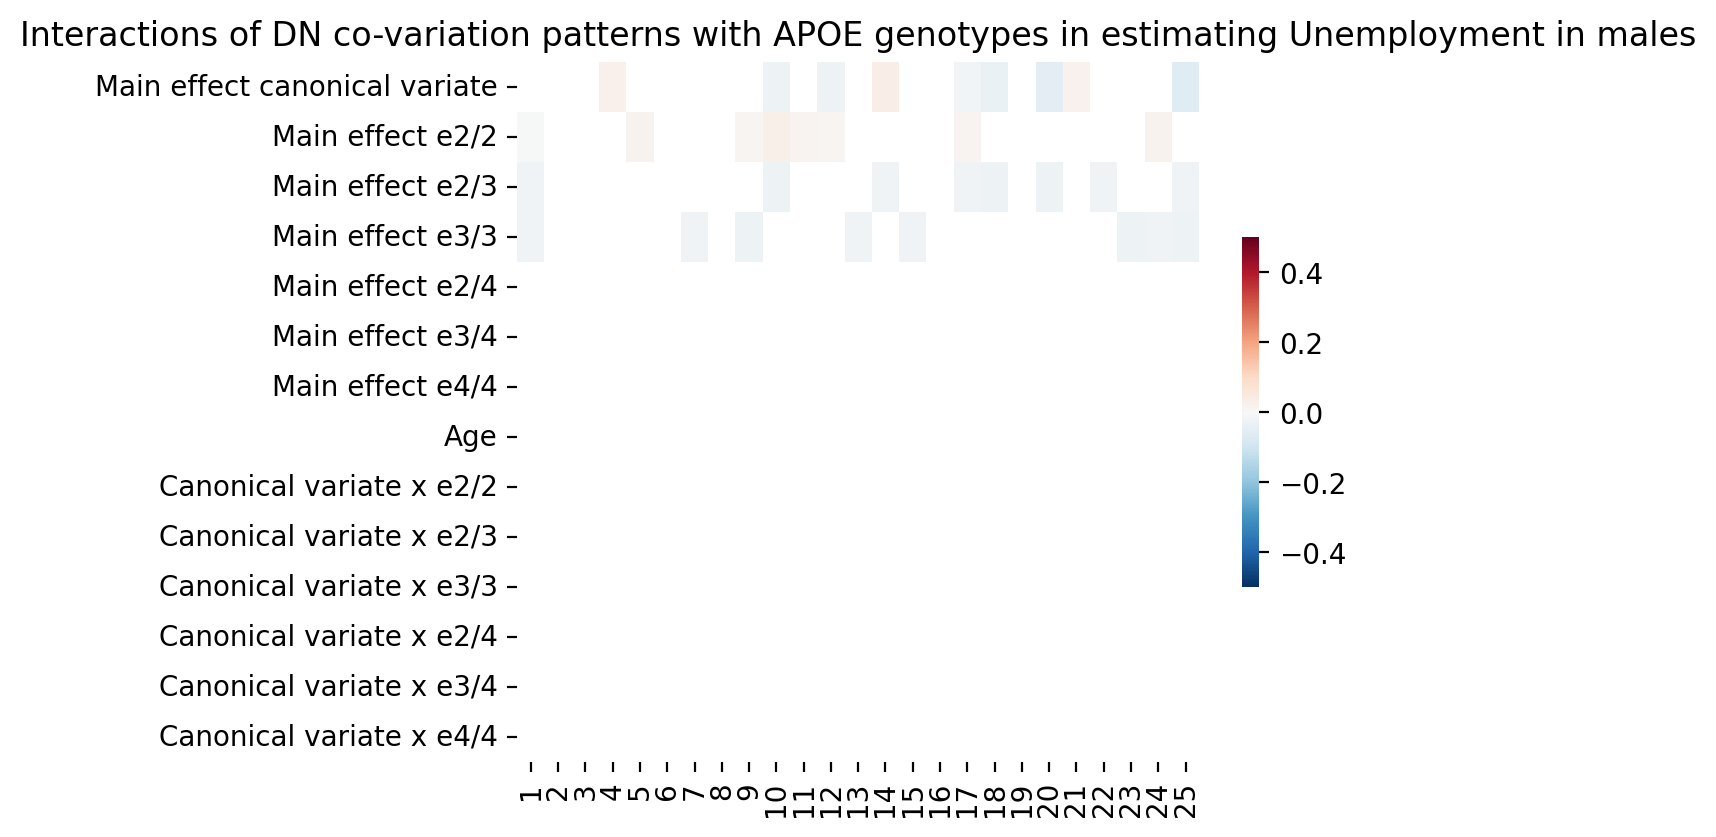 Interactions of DN co-variation patterns with APOE genotypes in estimating Unemployment in males
Main effect canonical variate
Main effect e2/2
Main effect e2/3
Main effect e3/3
Main effect e2/4
Main effect e3/4
Main effect e4/4
Age
Canonical variate x e2/2
Canonical variate x e2/3
Canonical variate x e3/3
Canonical variate x e2/4
Canonical variate x e3/4
Canonical variate x e4/4
1
2
3
4
5
6
7
8
9
10
11
12
13
14
15
16
17
18
19
20
21
22
23
24
25
0.4
0.2
0.0
−0.2
−0.4